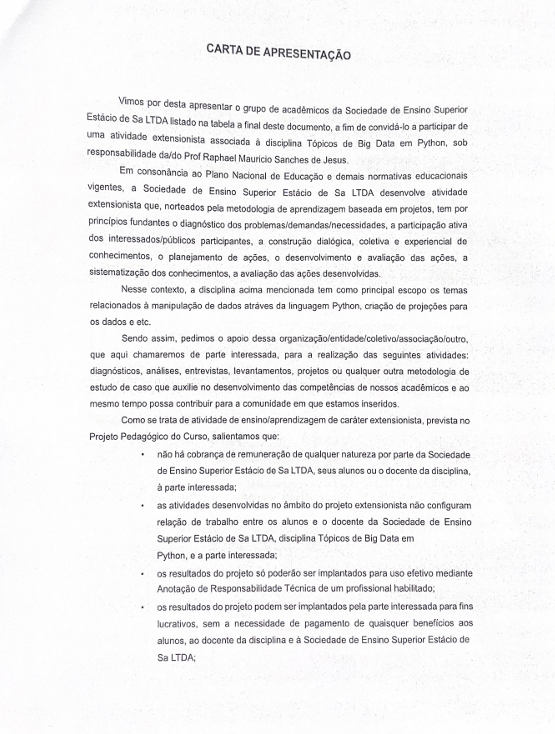 CARTA DE APRESENTAÇÃO
Vimos por desta apresentar o grupo de acadêmicos da Sociedade de Ensino Superior
Estácio de Sa LTDA listado na tabela a final deste documento, a fim de convidá-lo a participar de
uma atividade extensionista associada à disciplina Tópicos de Big Data em Python, sob
responsabilidade da/do Prof Raphael Mauricio Sanches de Jesus.
Em consonância ao Plano Nacional de Educação e demais normativas educacionais
vigentes, a Sociedade de Ensino Superior Estácio de Sa LTDA desenvolve atividade
extensionista que, norteados pela metodologia de aprendizagem baseada em projetos, tem por
princípios fundantes o diagnóstico dos problemas/demandas/necessidades, a participação ativa
dos interessados/públicos participantes, a construção dialógica, coletiva e experiencial de
conhecimentos, o planejamento de ações, o desenvolvimento e avaliação das ações, a
sistematização dos conhecimentos, a avaliação das ações desenvolvidas.
Nesse contexto, a disciplina acima mencionada tem como principal escopo os temas
relacionados à manipulação de dados atráves da linguagem Python, criação de projeções para
os dados e etc.
Sendo assim, pedimos o apoio dessa organização/entidade/coletivo/associação/outro,
que aqui chamaremos de parte interessada, para a realização das seguintes atividades:
diagnósticos, análises, entrevistas, levantamentos, projetos ou qualquer outra metodologia de
estudo de caso que auxilie no desenvolvimento das competências de nossos acadêmicos e ao
mesmo tempo possa contribuir para a comunidade em que estamos inseridos.
Como se trata de atividade de ensino/aprendizagem de caráter extensionista, prevista no
Projeto Pedagógico do Curso, salientamos que:
• não há cobrança de remuneração de qualquer natureza por parte da Sociedade
de Ensino Superior Estácio de Sa LTDA, seus alunos ou o docente da disciplina,
à parte interessada;
• as atividades desenvolvidas no âmbito do projeto extensionista não configuram
relação de trabalho entre os alunos e o docente da Sociedade de Ensino
Superior Estácio de Sa LTDA, disciplina Tópicos de Big Data em
Python, e a parte interessada;
• os resultados do projeto só poderão ser implantados para uso efetivo mediante
Anotação de Responsabilidade Técnica de um profissional habilitado;
• os resultados do projeto podem ser implantados pela parte interessada para fins
lucrativos, sem a necessidade de pagamento de quaisquer benefícios aos
alunos, ao docente da disciplina e à Sociedade de Ensino Superior Estácio de
Sa LTDA;